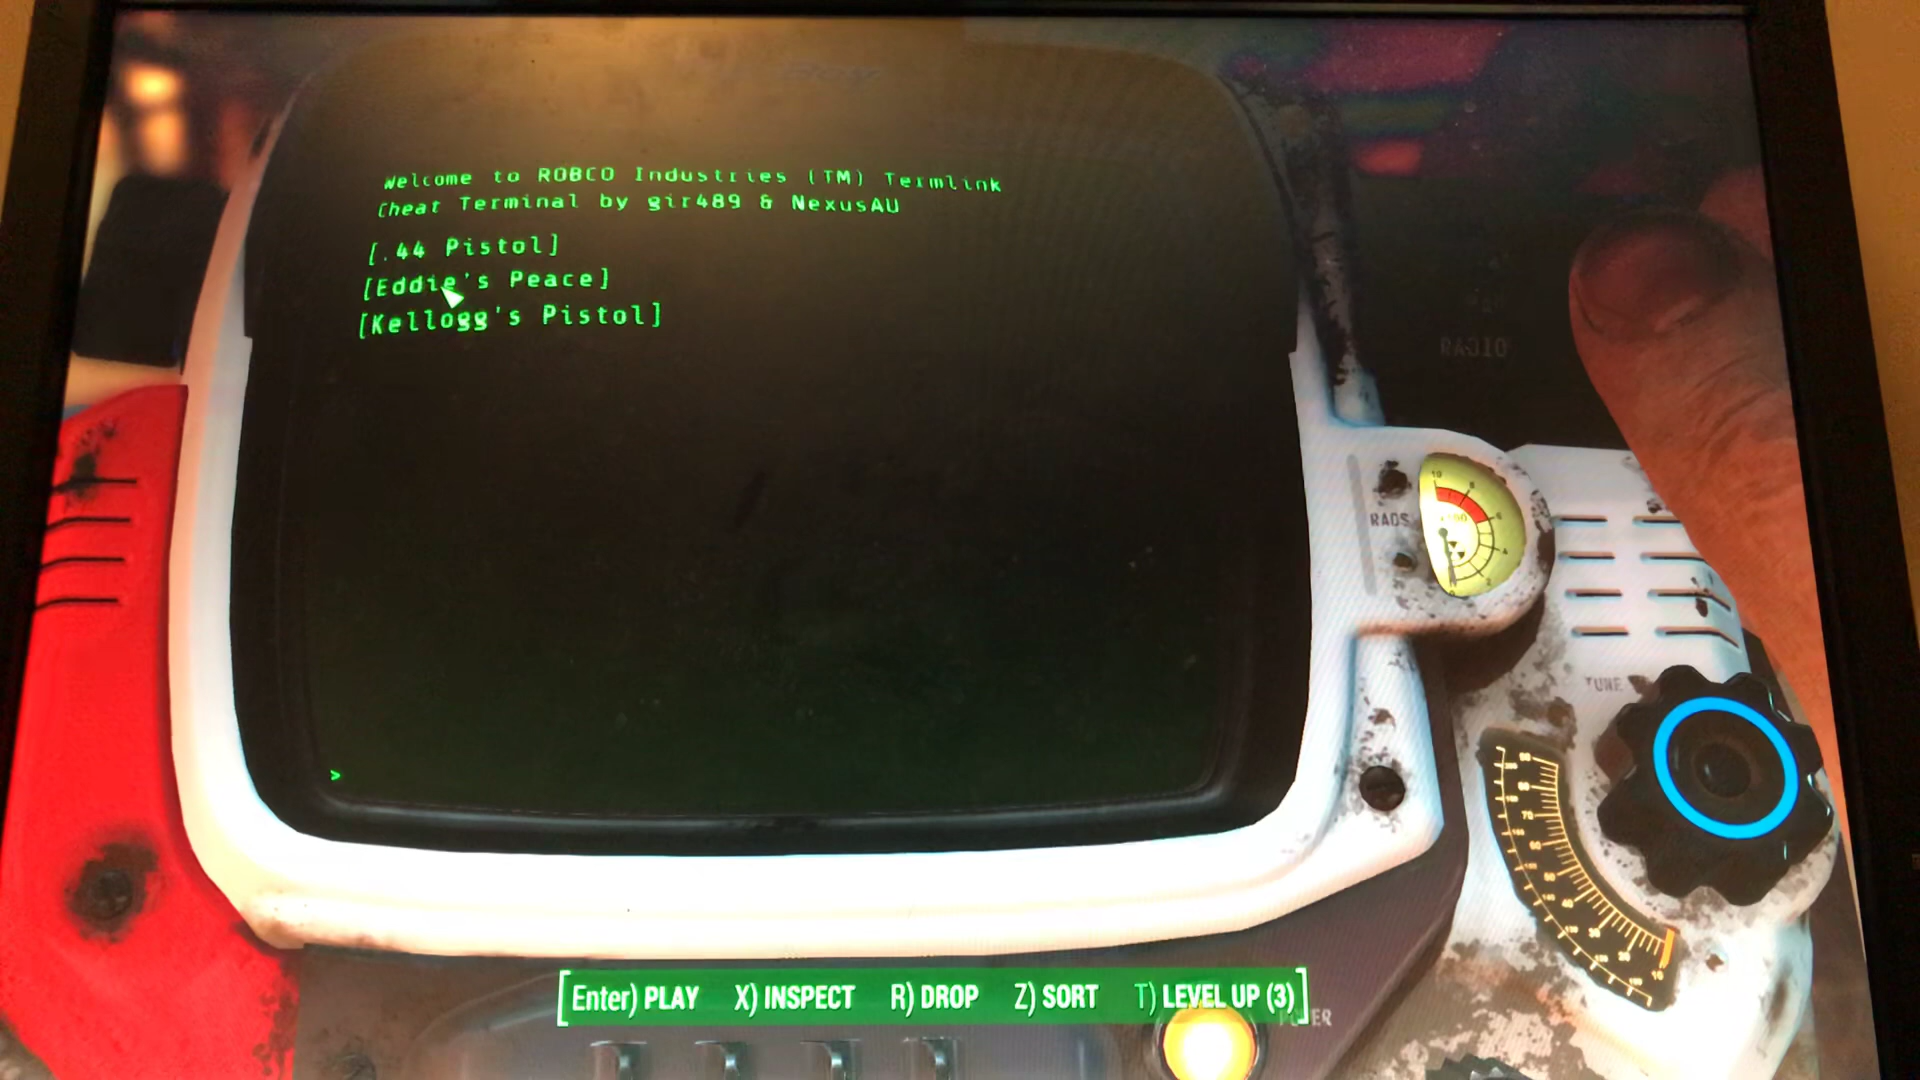 Welcome to ROBCO Industries (TM) Termlink
Cheat Terminal by gir489 & NexusAU
[.44 Pistol]
[Eddie's Peace]
[Kellogg's Pistol]
RADIO
RADS
TUNE
>
[Enter) PLAY X) INSPECT R) DROP Z) SORT T) LEVEL UP (3)]